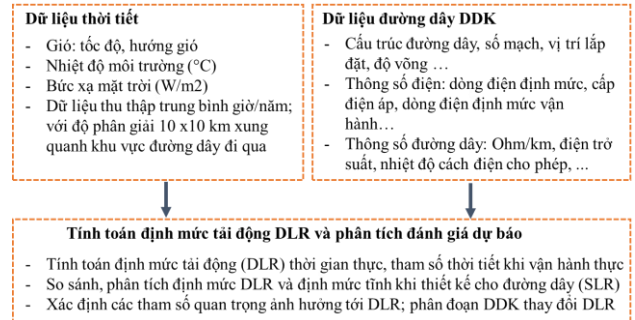 Dữ liệu thời tiết
- Gió: tốc độ, hướng gió
- Nhiệt độ môi trường (°C)
- Bức xạ mặt trời (W/m2)
- Dữ liệu thu thập trung bình giờ/năm;
với độ phân giải 10 x10 km xung
quanh khu vực đường dây đi qua
Dữ liệu đường dây DDK
- Cấu trúc đường dây, số mạch, vị trí lắp
đặt, độ võng …
- Thông số điện: dòng điện định mức, cấp
điện áp, dòng điện định mức vận
hành…
- Thông số đường dây: Ohm/km, điện trở
suất, nhiệt độ cách điện cho phép, ...
Tính toán định mức tải động DLR và phân tích đánh giá dự báo
- Tính toán định mức tải động (DLR) thời gian thực, tham số thời tiết khi vận hành thực
- So sánh, phân tích định mức DLR và định mức tĩnh khi thiết kế cho đường dây (SLR)
- Xác định các tham số quan trọng ảnh hưởng tới DLR; phân đoạn DDK thay đổi DLR